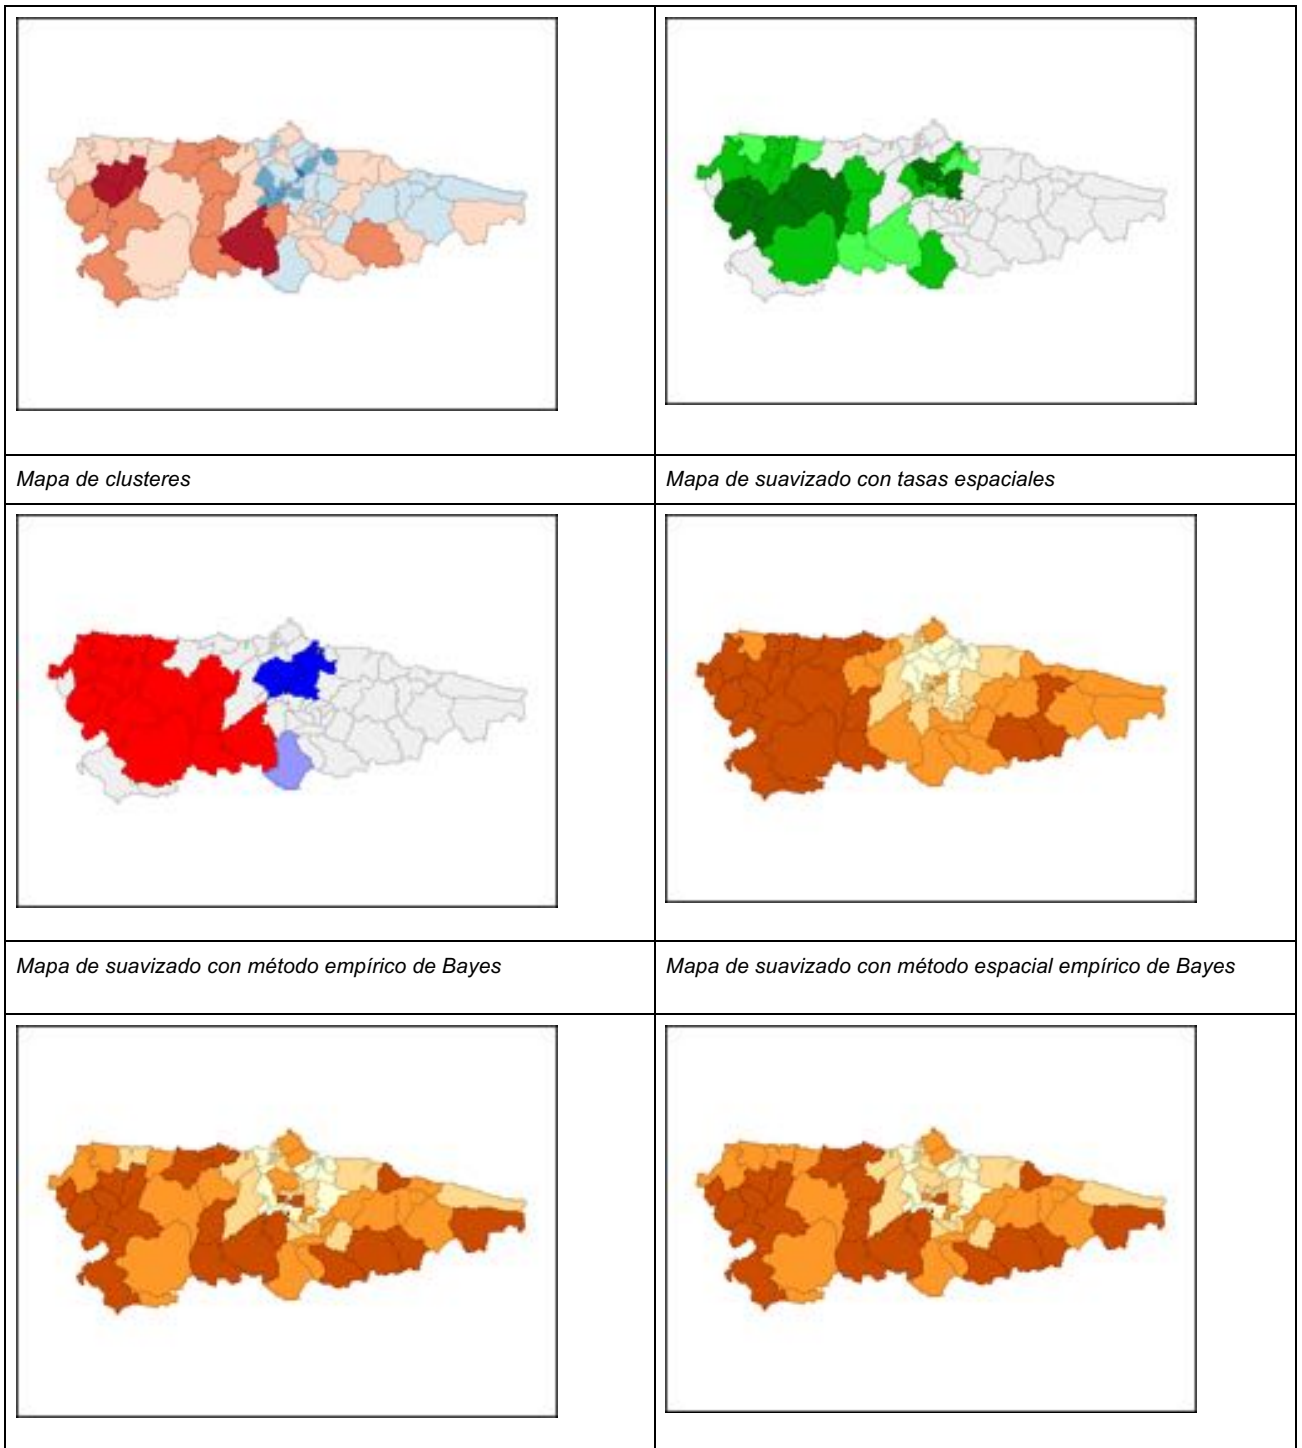 Mapa de clusteres
Mapa de suavizado con tasas espaciales
Mapa de suavizado con método empírico de Bayes
Mapa de suavizado con método espacial empírico de Bayes